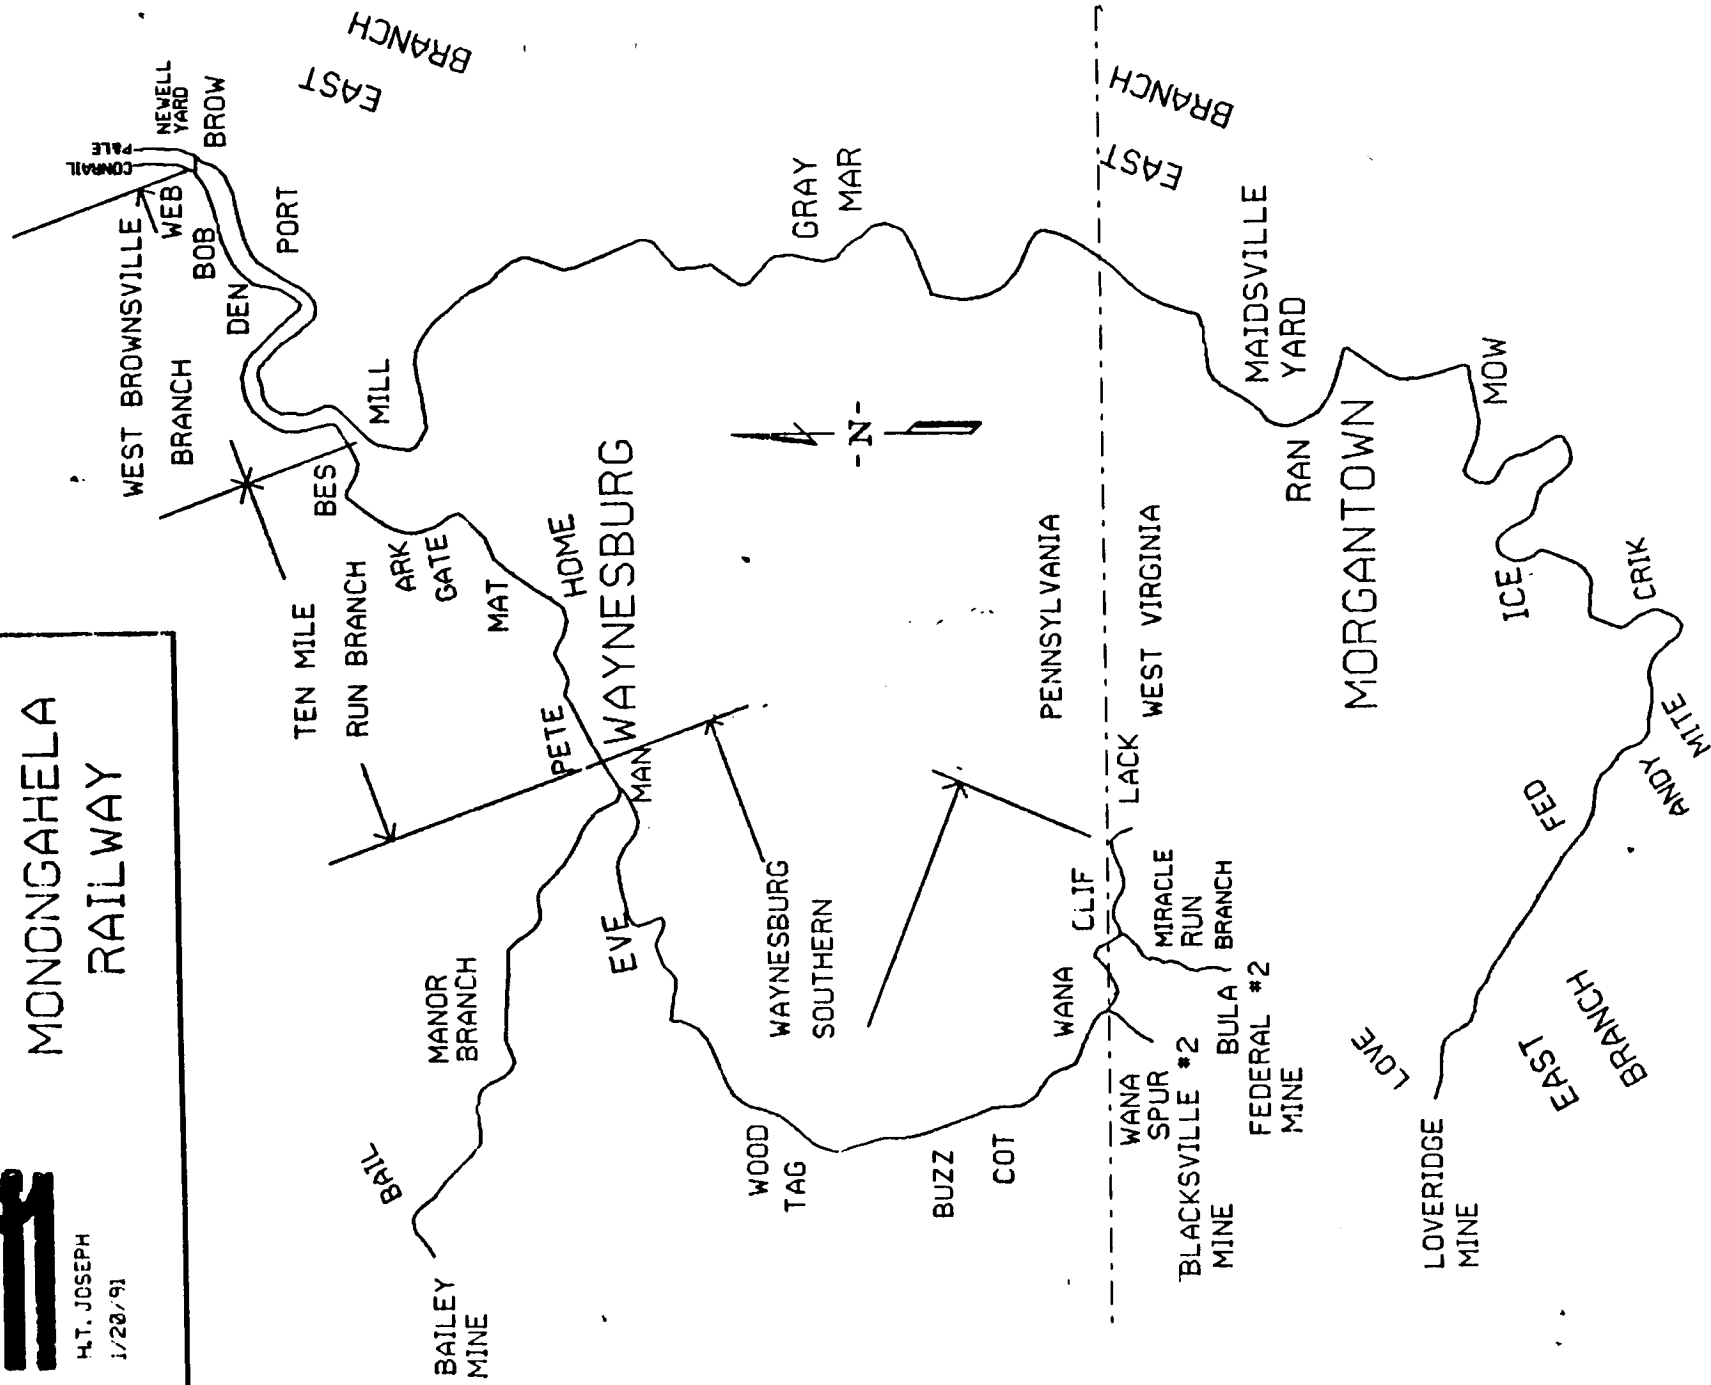 MONONGAHELA
RAILWAY
H.T. JOSEPH
1/20/91
CONRAIL
P&LE
NEWELL
YARD
BROW
WEST BROWNSVILLE
BRANCH
WEB
BOB
DEN
PORT
EAST
BRANCH
MILL
BES
TEN MILE
RUN BRANCH
ARK
GATE
MAT
HOME
WAYNESBURG
PETE
MAN
MANOR
BRANCH
BAIL
BAILEY
MINE
EVE
WAYNESBURG
SOUTHERN
WOOD
TAG
BUZZ
COT
WANA
CLIF
LACK
PENNSYLVANIA
WEST VIRGINIA
-N-
GRAY
MAR
EAST
BRANCH
MIRACLE
RUN
BRANCH
WANA
SPUR
BLACKSVILLE #2
MINE
BULA
FEDERAL #2
MINE
MAIDSVILLE
YARD
RAN
MORGANTOWN
MOW
ICE
CRIK
MITE
ANDY
FED
LOVE
LOVERIDGE
MINE
EAST
BRANCH